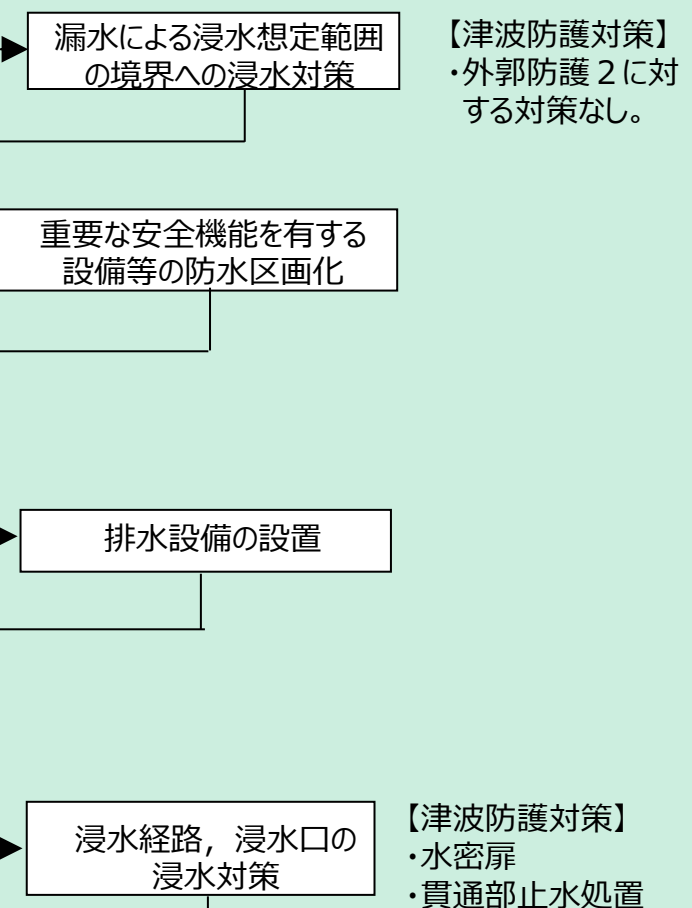 漏水による浸水想定範囲
の境界への浸水対策
【津波防護対策】
・外郭防護２に対
する対策なし。
重要な安全機能を有する
設備等の防水区画化
排水設備の設置
浸水経路，浸水口の
浸水対策
【津波防護対策】
・水密扉
・貫通部止水処置